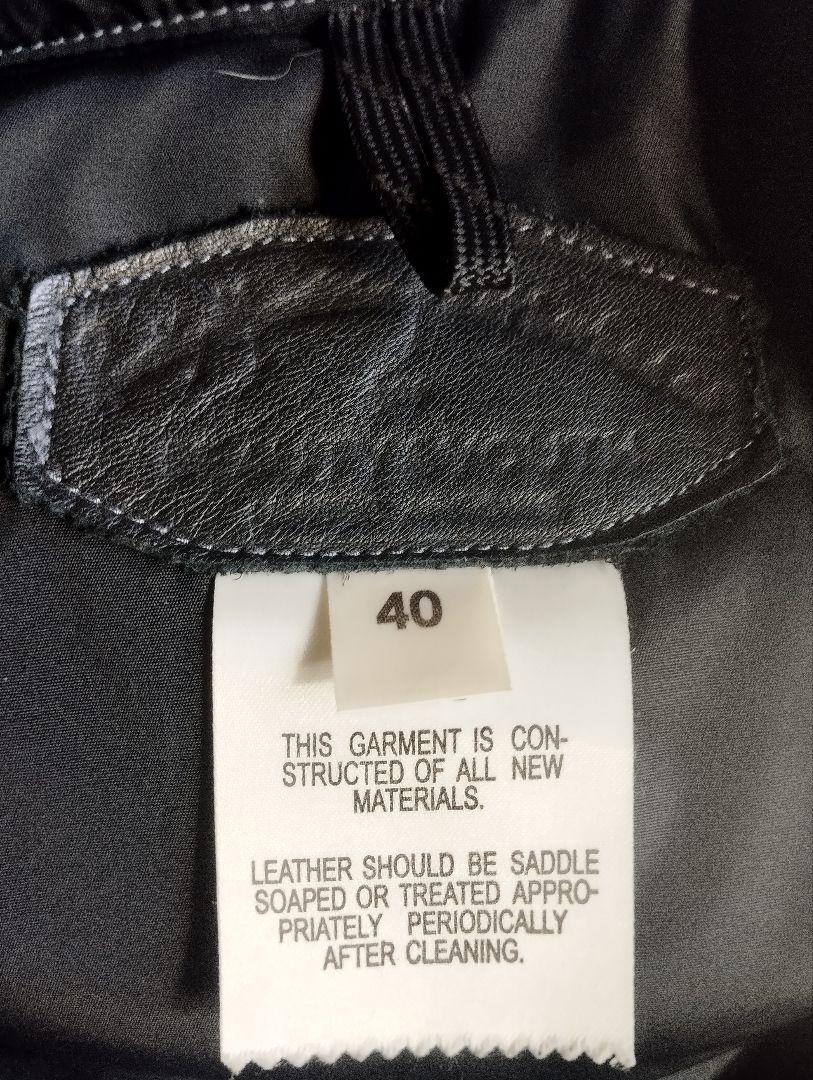 40
THIS GARMENT IS CON-
STRUCTED OF ALL NEW
MATERIALS.
LEATHER SHOULD BE SADDLE
SOAPED OR TREATED APPRO-
PRIATELY PERIODICALLY
AFTER CLEANING.